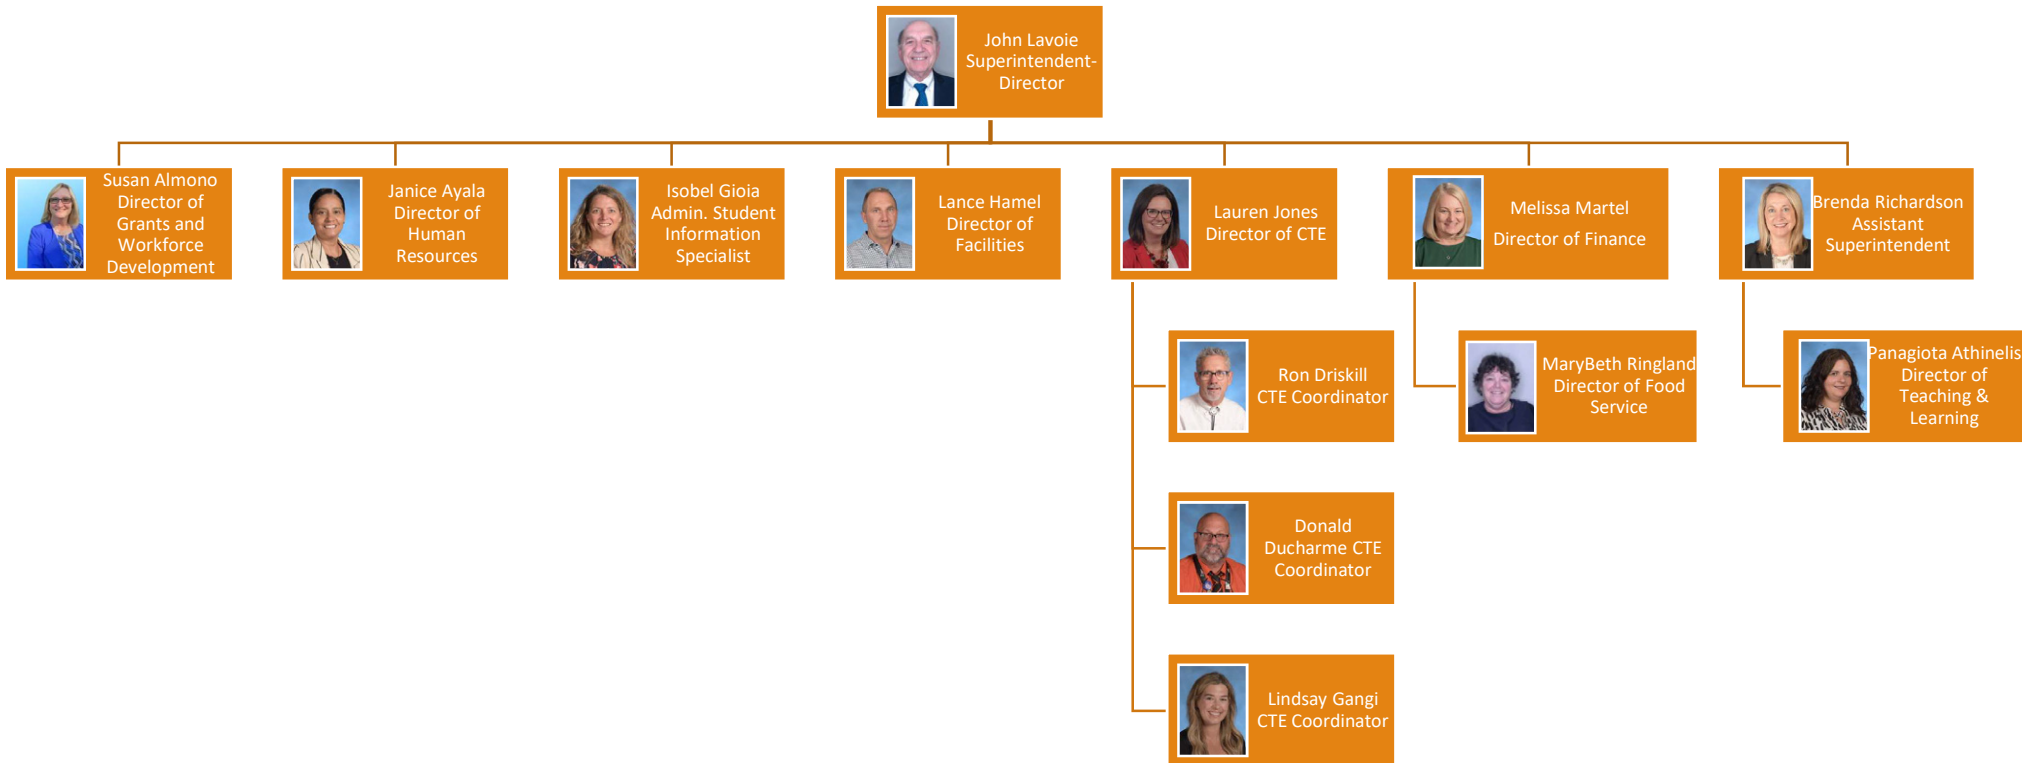 John Lavoie
Superintendent-
Director
Susan Almono
Director of
Grants and
Workforce
Development
Janice Ayala
Director of
Human
Resources
Isobel Gioia
Admin. Student
Information
Specialist
Lance Hamel
Director of
Facilities
Lauren Jones
Director of CTE
Melissa Martel
Director of Finance
Brenda Richardson
Assistant
Superintendent
Ron Driskill
CTE Coordinator
MaryBeth Ringland
Director of Food
Service
Panagiota Athinelis
Director of
Teaching &
Learning
Donald
Ducharme CTE
Coordinator
Lindsay Gangi
CTE Coordinator